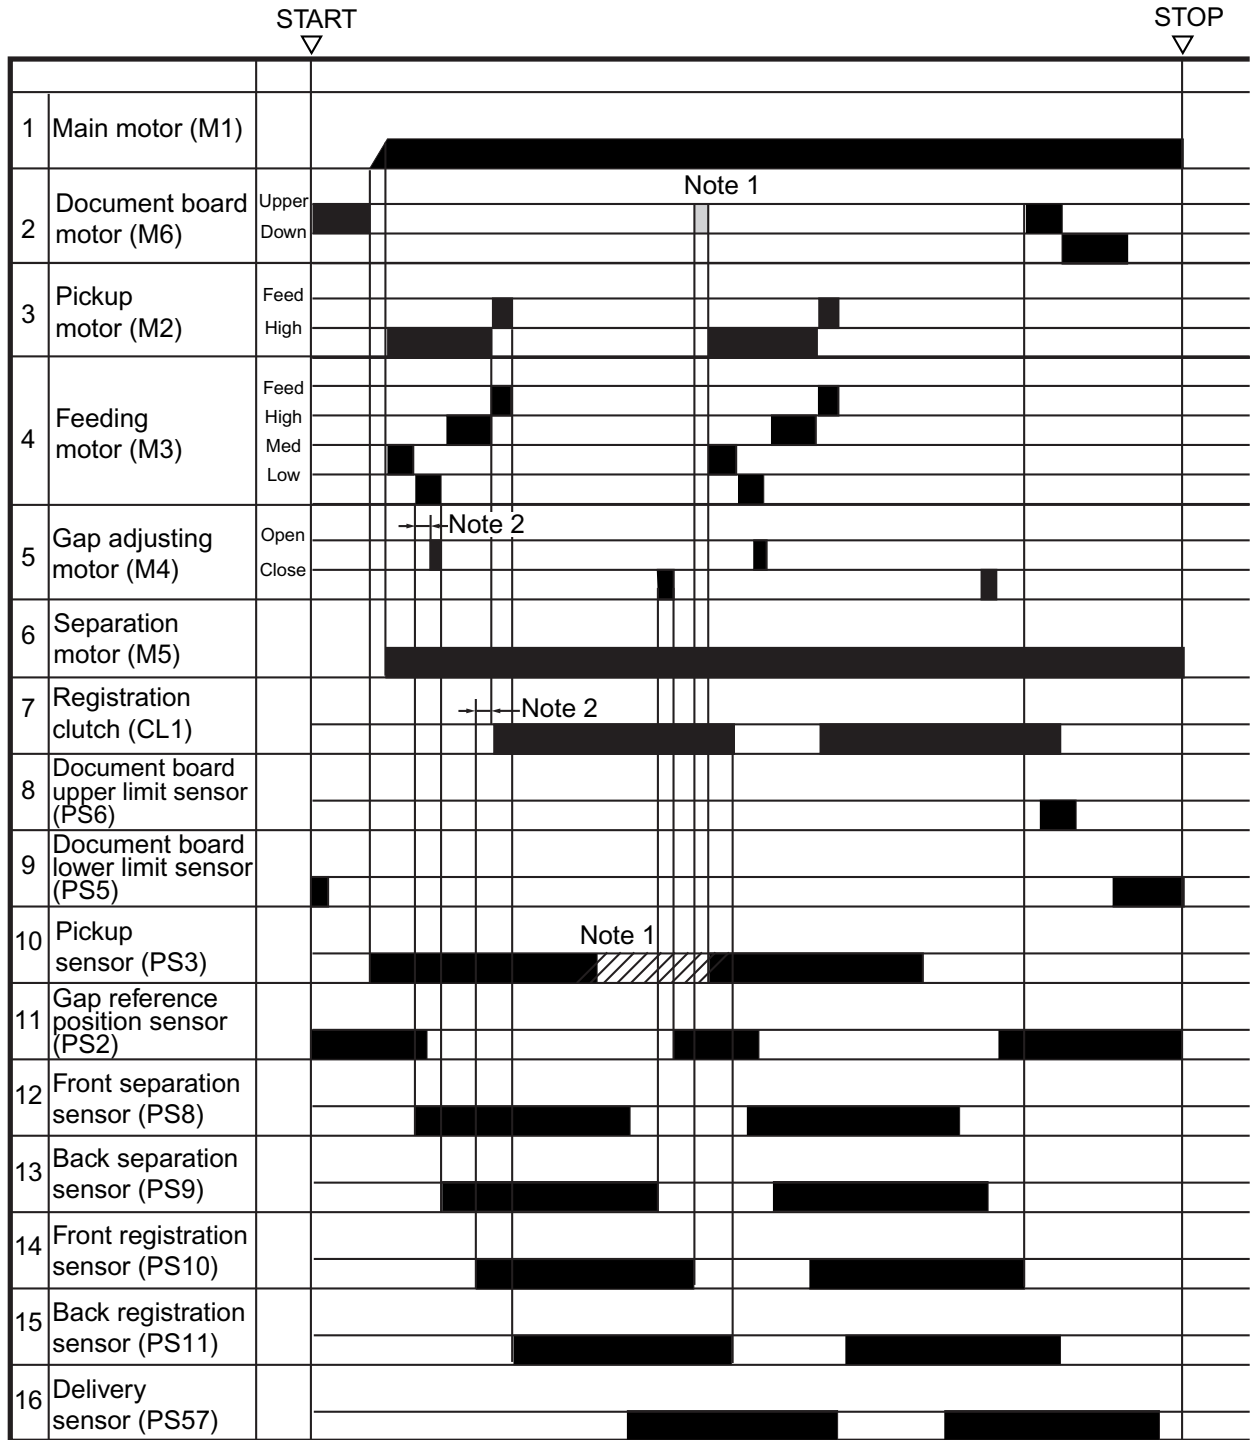 START
STOP
1
Main motor (M1)
Note 1
2
Document board
motor (M6)
Upper
Down
3
Pickup
motor (M2)
Feed
High
4
Feeding
motor (M3)
Feed
High
Med
Low
Note 2
5
Gap adjusting
motor (M4)
Open
Close
6
Separation
motor (M5)
7
Registration
clutch (CL1)
Note 2
8
Document board
upper limit sensor
(PS6)
9
Document board
lower limit sensor
(PS5)
10
Pickup
sensor (PS3)
Note 1
11
Gap reference
position sensor
(PS2)
12
Front separation
sensor (PS8)
13
Back separation
sensor (PS9)
14
Front registration
sensor (PS10)
15
Back registration
sensor (PS11)
16
Delivery
sensor (PS57)